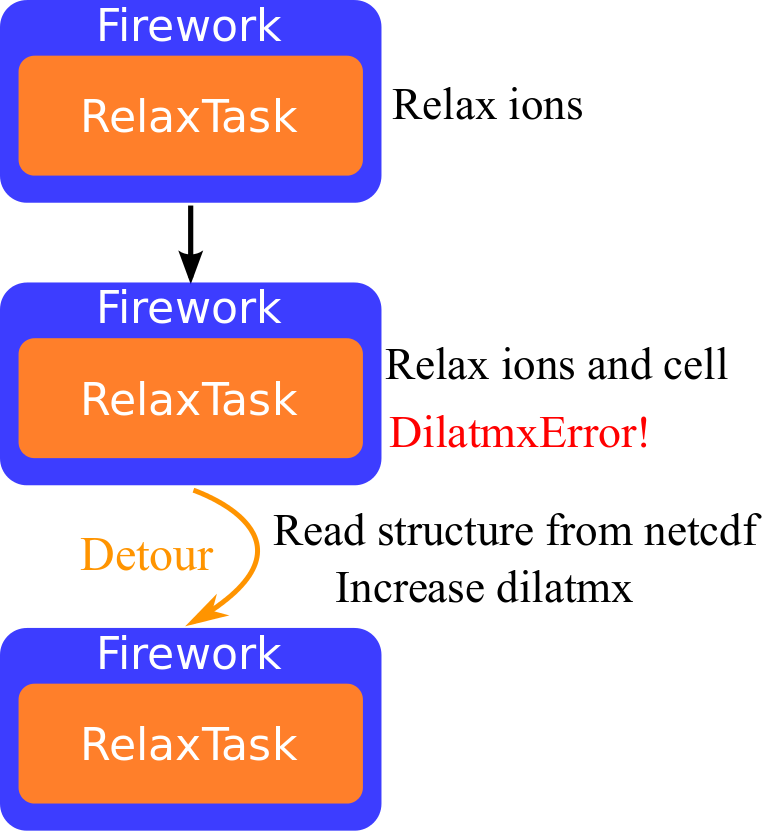 Firework
RelaxTask
Relax ions
Firework
RelaxTask
Relax ions and cell
DilatmxError!
Detour
Read structure from netcdf
Increase dilatmx
Firework
RelaxTask